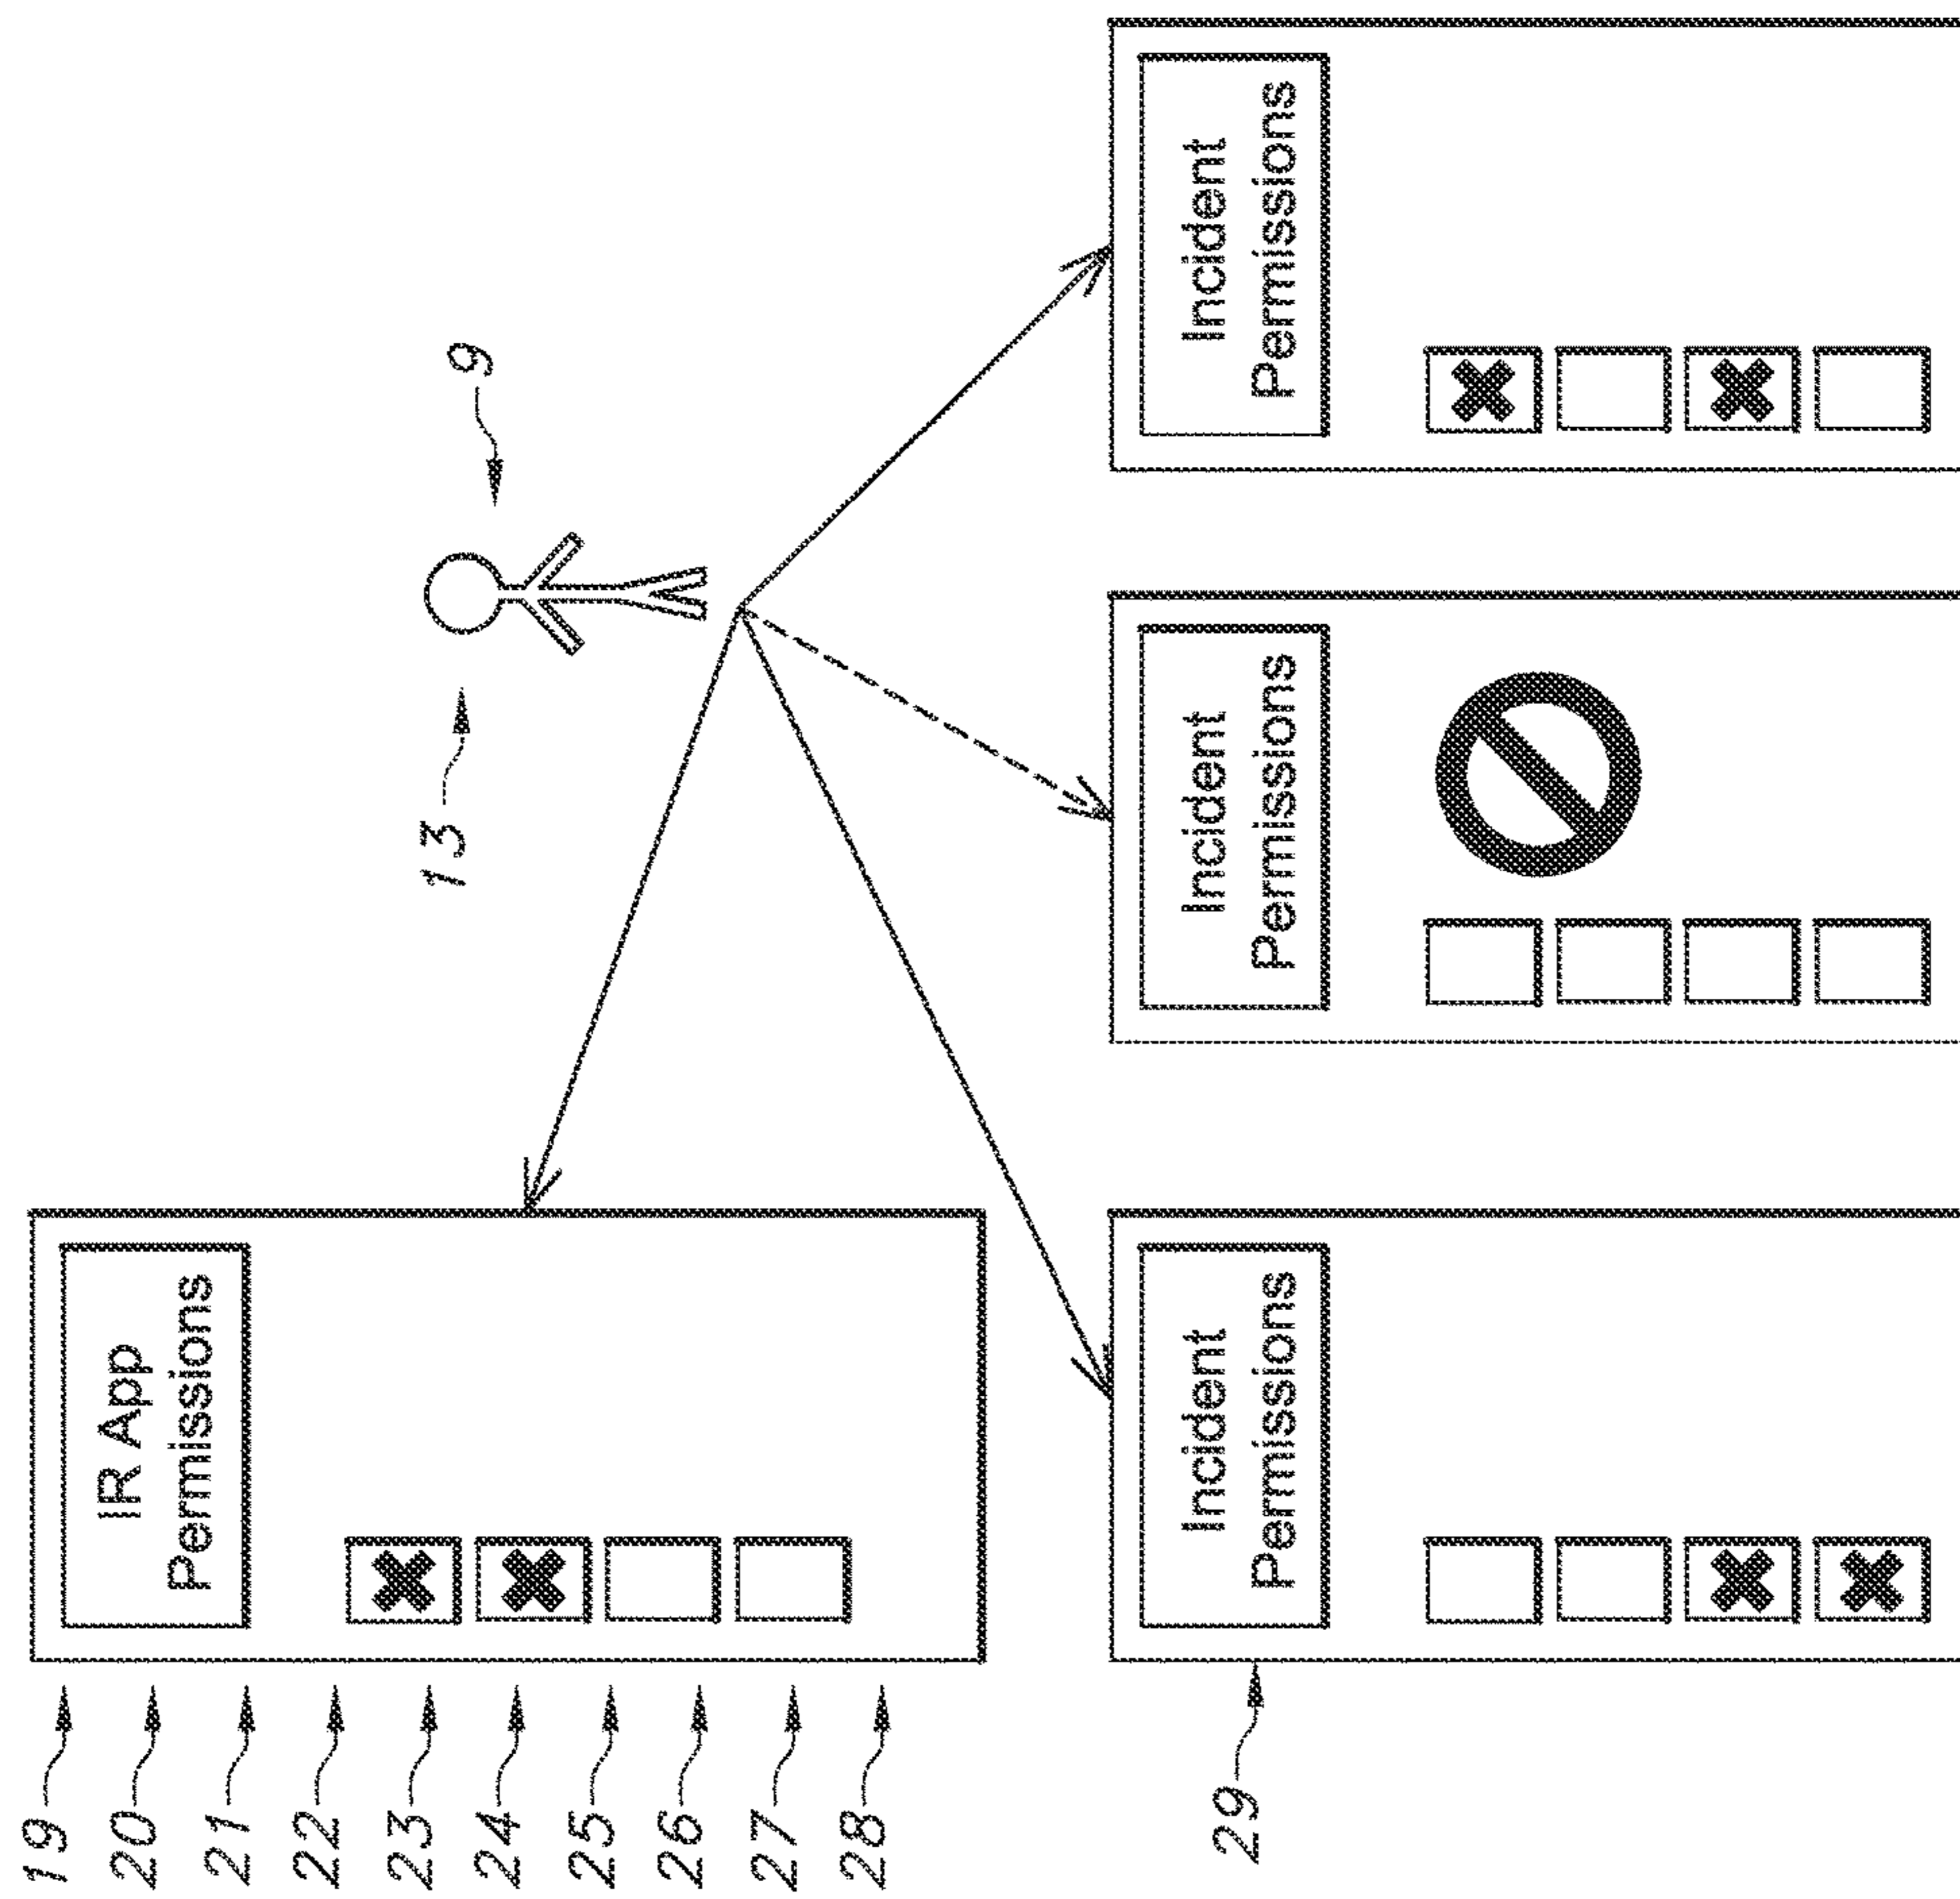 19
20
21
22
23
24
25
26
27
28
IR App
Permissions
13
9
29
Incident
Permissions
Incident
Permissions
Incident
Permissions